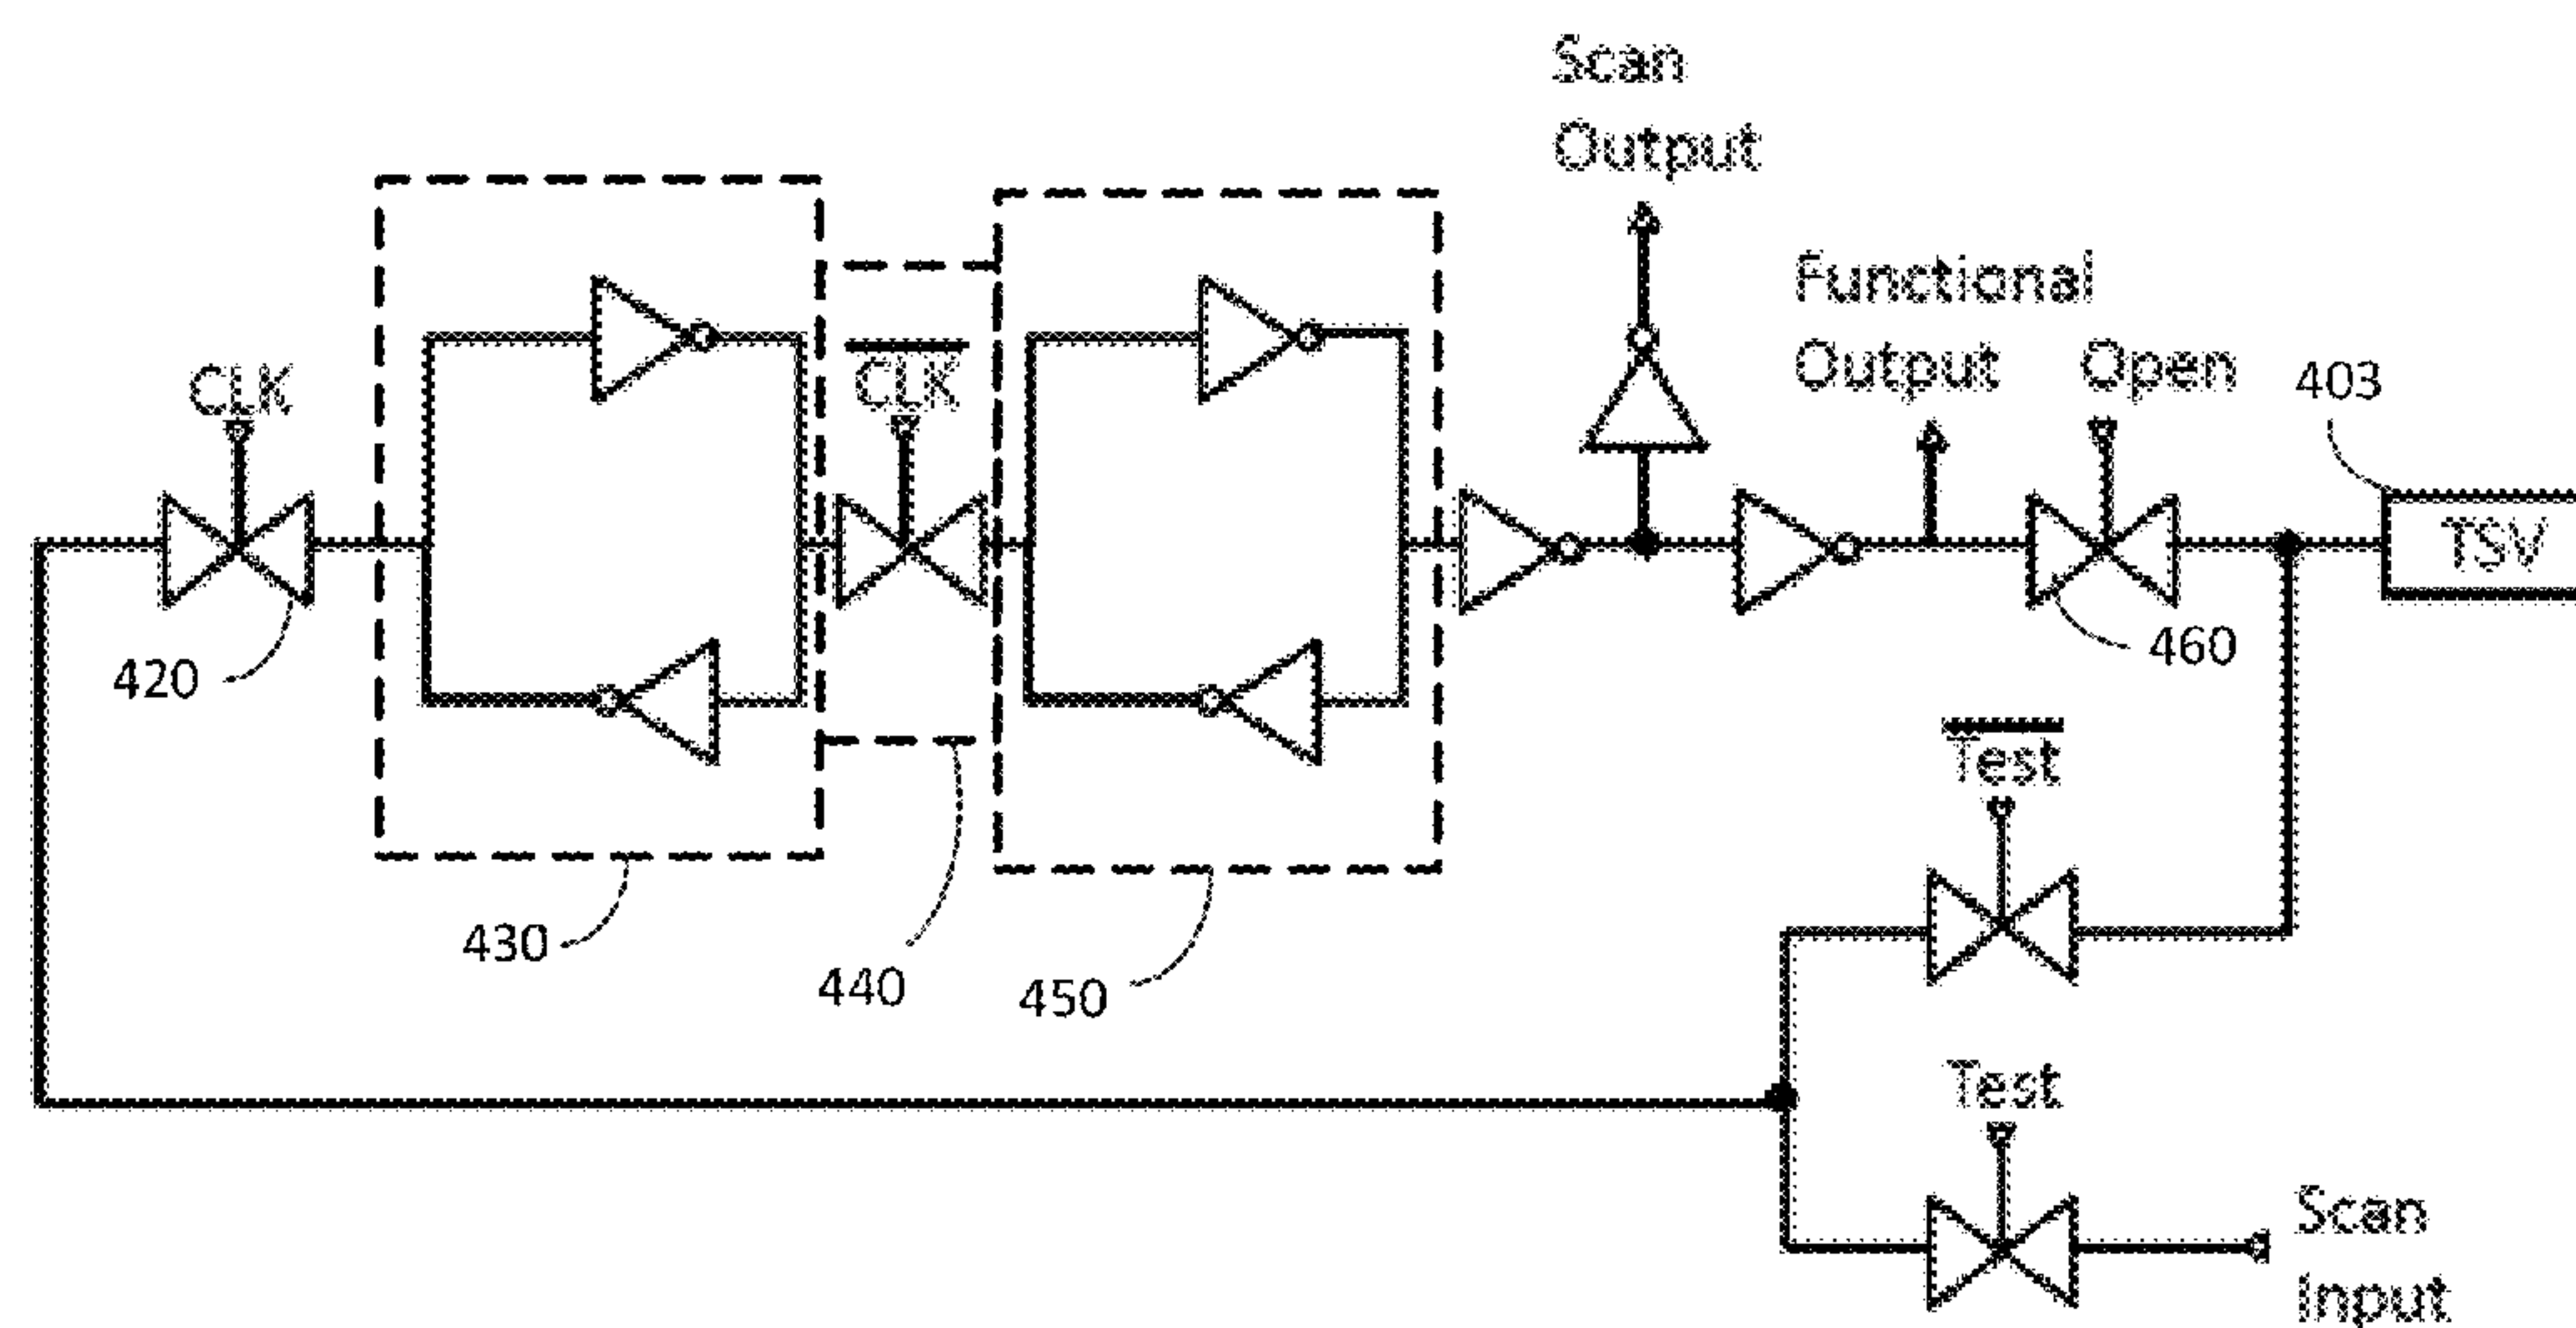 Scan
Output
Functional
Output
Open
403
CLK
CLK
TSV
420
460
Test
430
440
450
Test
Scan
Input